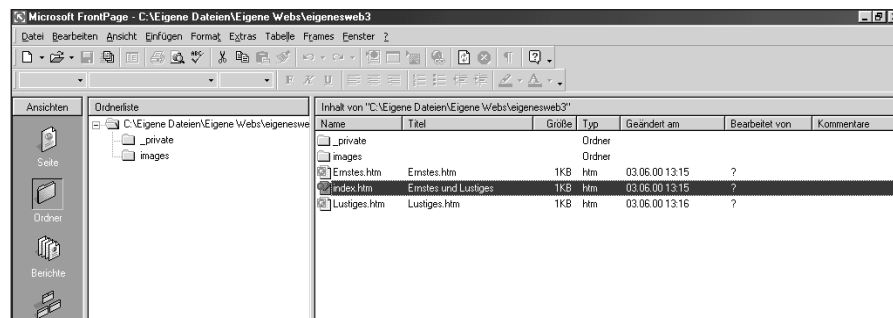 Microsoft FrontPage - C:\Eigene Dateien\Eigene Webs\eigenesweb3
Datei Bearbeiten Ansicht Einfügen Format Extras Tabelle Frames Fenster ?
F K U
Ansichten Ordnerliste Inhalt von "C:\Eigene Dateien\Eigene Webs\eigenesweb3"
C:\Eigene Dateien\Eigene Webs\eigeneswe Name Titel Größe Typ Geändert am Bearbeitet von Kommentare
_private _private Ordner
images images Ordner
Seite Ernstes.htm Ernstes.htm 1KB htm 03.06.00 13:15 ?
index.htm Ernstes und Lustiges 1KB htm 03.06.00 13:15 ?
Lustiges.htm Lustiges.htm 1KB htm 03.06.00 13:16 ?
Ordner
Berichte